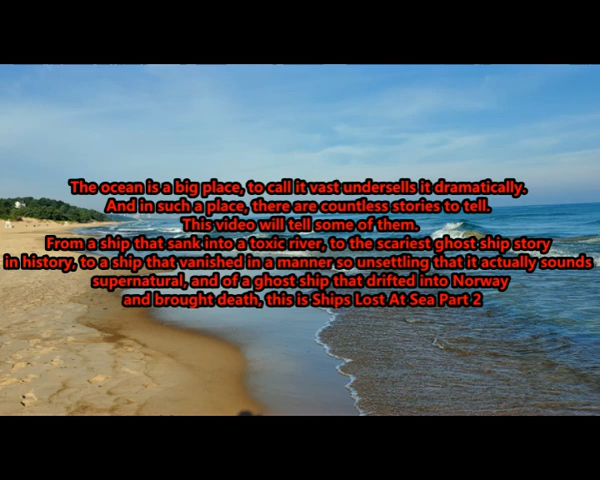 The ocean is a big place, to call it vast undersells it dramatically.
And in such a place, there are countless stories to tell.
This video will tell some of them.
From a ship that sank into a toxic river, to the scariest ghost ship story
in history, to a ship that vanished in a manner so unsettling that it actually sounds
supernatural, and of a ghost ship that drifted into Norway
and brought death, this is Ships Lost At Sea Part 2